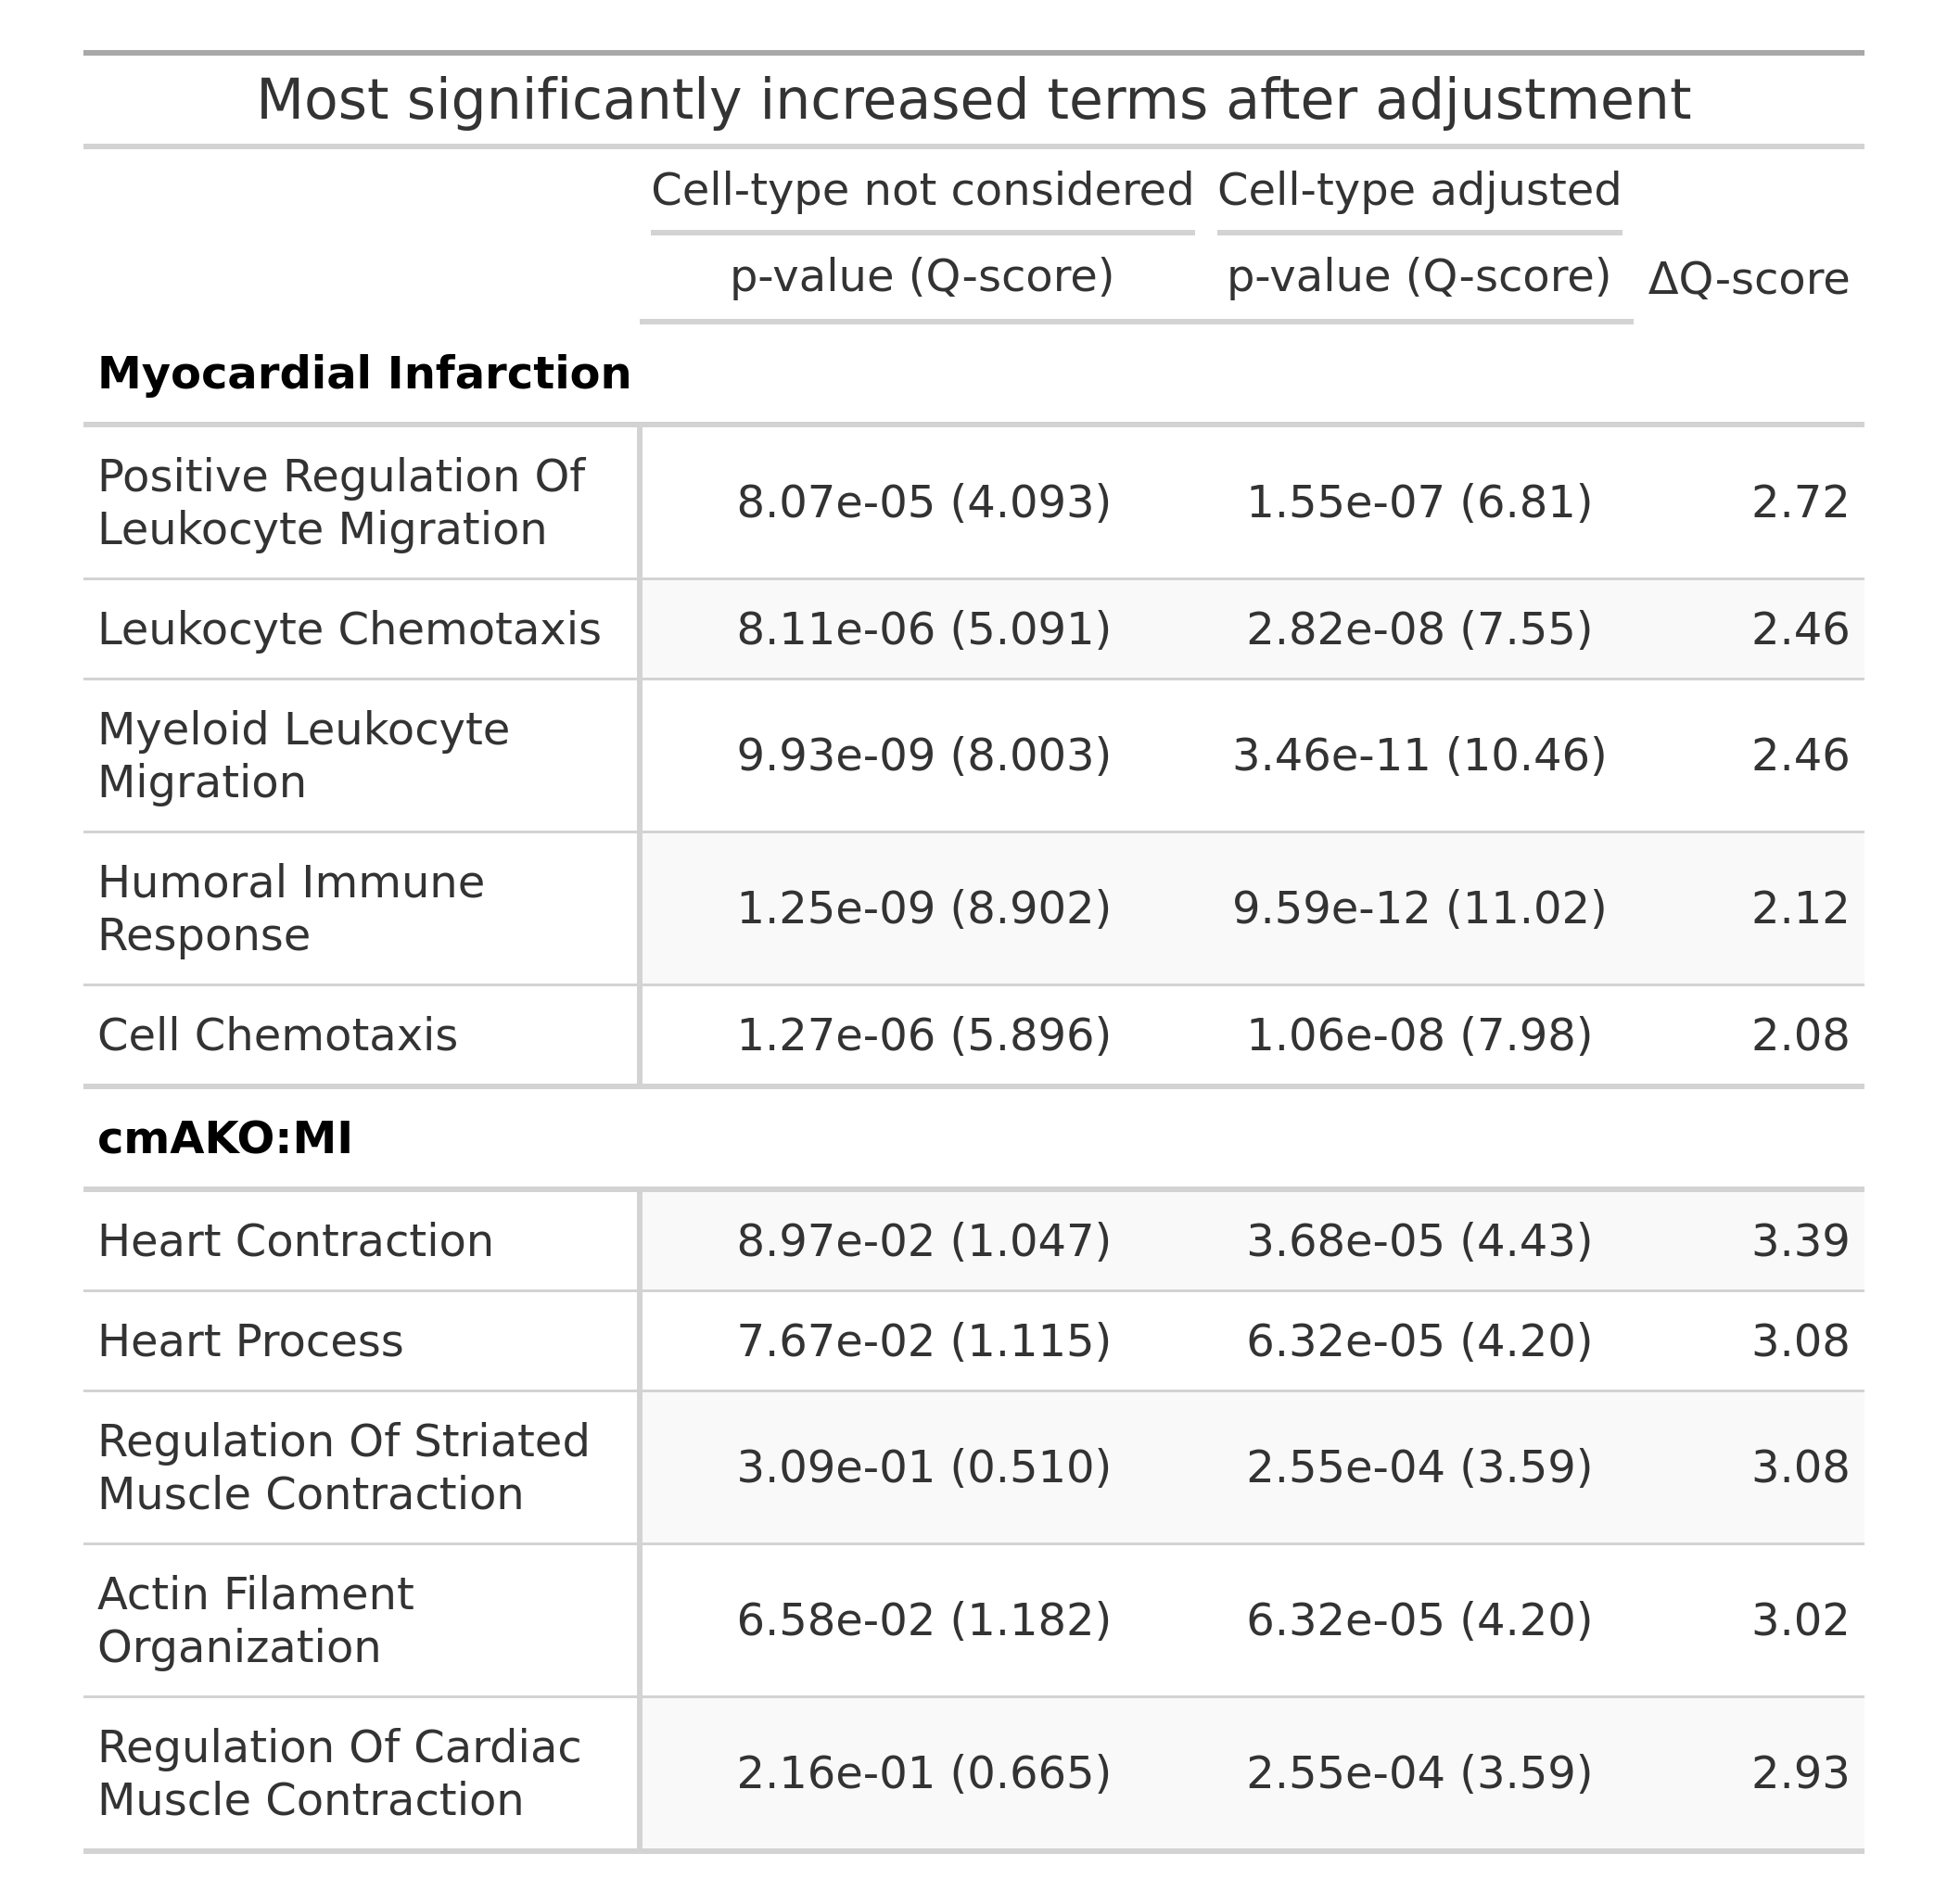 Most significantly increased terms after adjustment
Cell-type not considered Cell-type adjusted
p-value (Q-score) p-value (Q-score) ΔQ-score
Myocardial Infarction
Positive Regulation Of
Leukocyte Migration
8.07e-05 (4.093) 1.55e-07 (6.81) 2.72
Leukocyte Chemotaxis 8.11e-06 (5.091) 2.82e-08 (7.55) 2.46
Myeloid Leukocyte
Migration
9.93e-09 (8.003) 3.46e-11 (10.46) 2.46
Humoral Immune
Response
1.25e-09 (8.902) 9.59e-12 (11.02) 2.12
Cell Chemotaxis 1.27e-06 (5.896) 1.06e-08 (7.98) 2.08
cmAKO:MI
Heart Contraction 8.97e-02 (1.047) 3.68e-05 (4.43) 3.39
Heart Process 7.67e-02 (1.115) 6.32e-05 (4.20) 3.08
Regulation Of Striated
Muscle Contraction
3.09e-01 (0.510) 2.55e-04 (3.59) 3.08
Actin Filament
Organization
6.58e-02 (1.182) 6.32e-05 (4.20) 3.02
Regulation Of Cardiac
Muscle Contraction
2.16e-01 (0.665) 2.55e-04 (3.59) 2.93